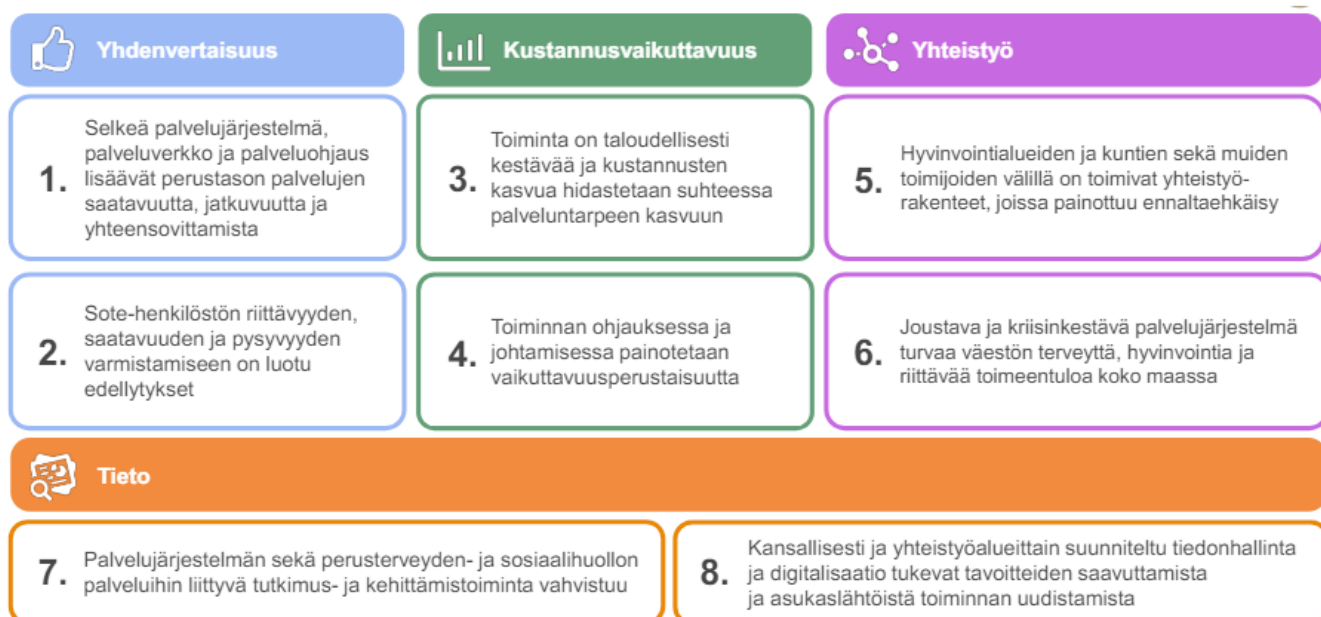 Yhdenvertaisuus
Kustannusvaikuttavuus
Yhteistyö
1.
Selkeä palvelujärjestelmä,
palveluverkko ja palveluohjaus
lisäävät perustason palvelujen
saatavuutta, jatkuvuutta ja
yhteensovittamista
3.
Toiminta on taloudellisesti
kestävää ja kustannusten
kasvua hidastetaan suhteessa
palveluntarpeen kasvuun
5.
Hyvinvointialueiden ja kuntien sekä muiden
toimijoiden välillä on toimivat yhteistyö-
rakenteet, joissa painottuu ennaltaehkäisy
2.
Sote-henkilöstön riittävyyden,
saatavuuden ja pysyvyyden
varmistamiseen on luotu
edellytykset
4.
Toiminnan ohjauksessa ja
johtamisessa painotetaan
vaikuttavuusperustaisuutta
6.
Joustava ja kriisinkestävä palvelujärjestelmä
turvaa väestön terveyttä, hyvinvointia ja
riittävää toimeentuloa koko maassa
Tieto
7.
Palvelujärjestelmän sekä perusterveyden- ja sosiaalihuollon
palveluihin liittyvä tutkimus- ja kehittämistoiminta vahvistuu
8.
Kansallisesti ja yhteistyöalueittain suunniteltu tiedonhallinta
ja digitalisaatio tukevat tavoitteiden saavuttamista
ja asukaslähtöistä toiminnan uudistamista